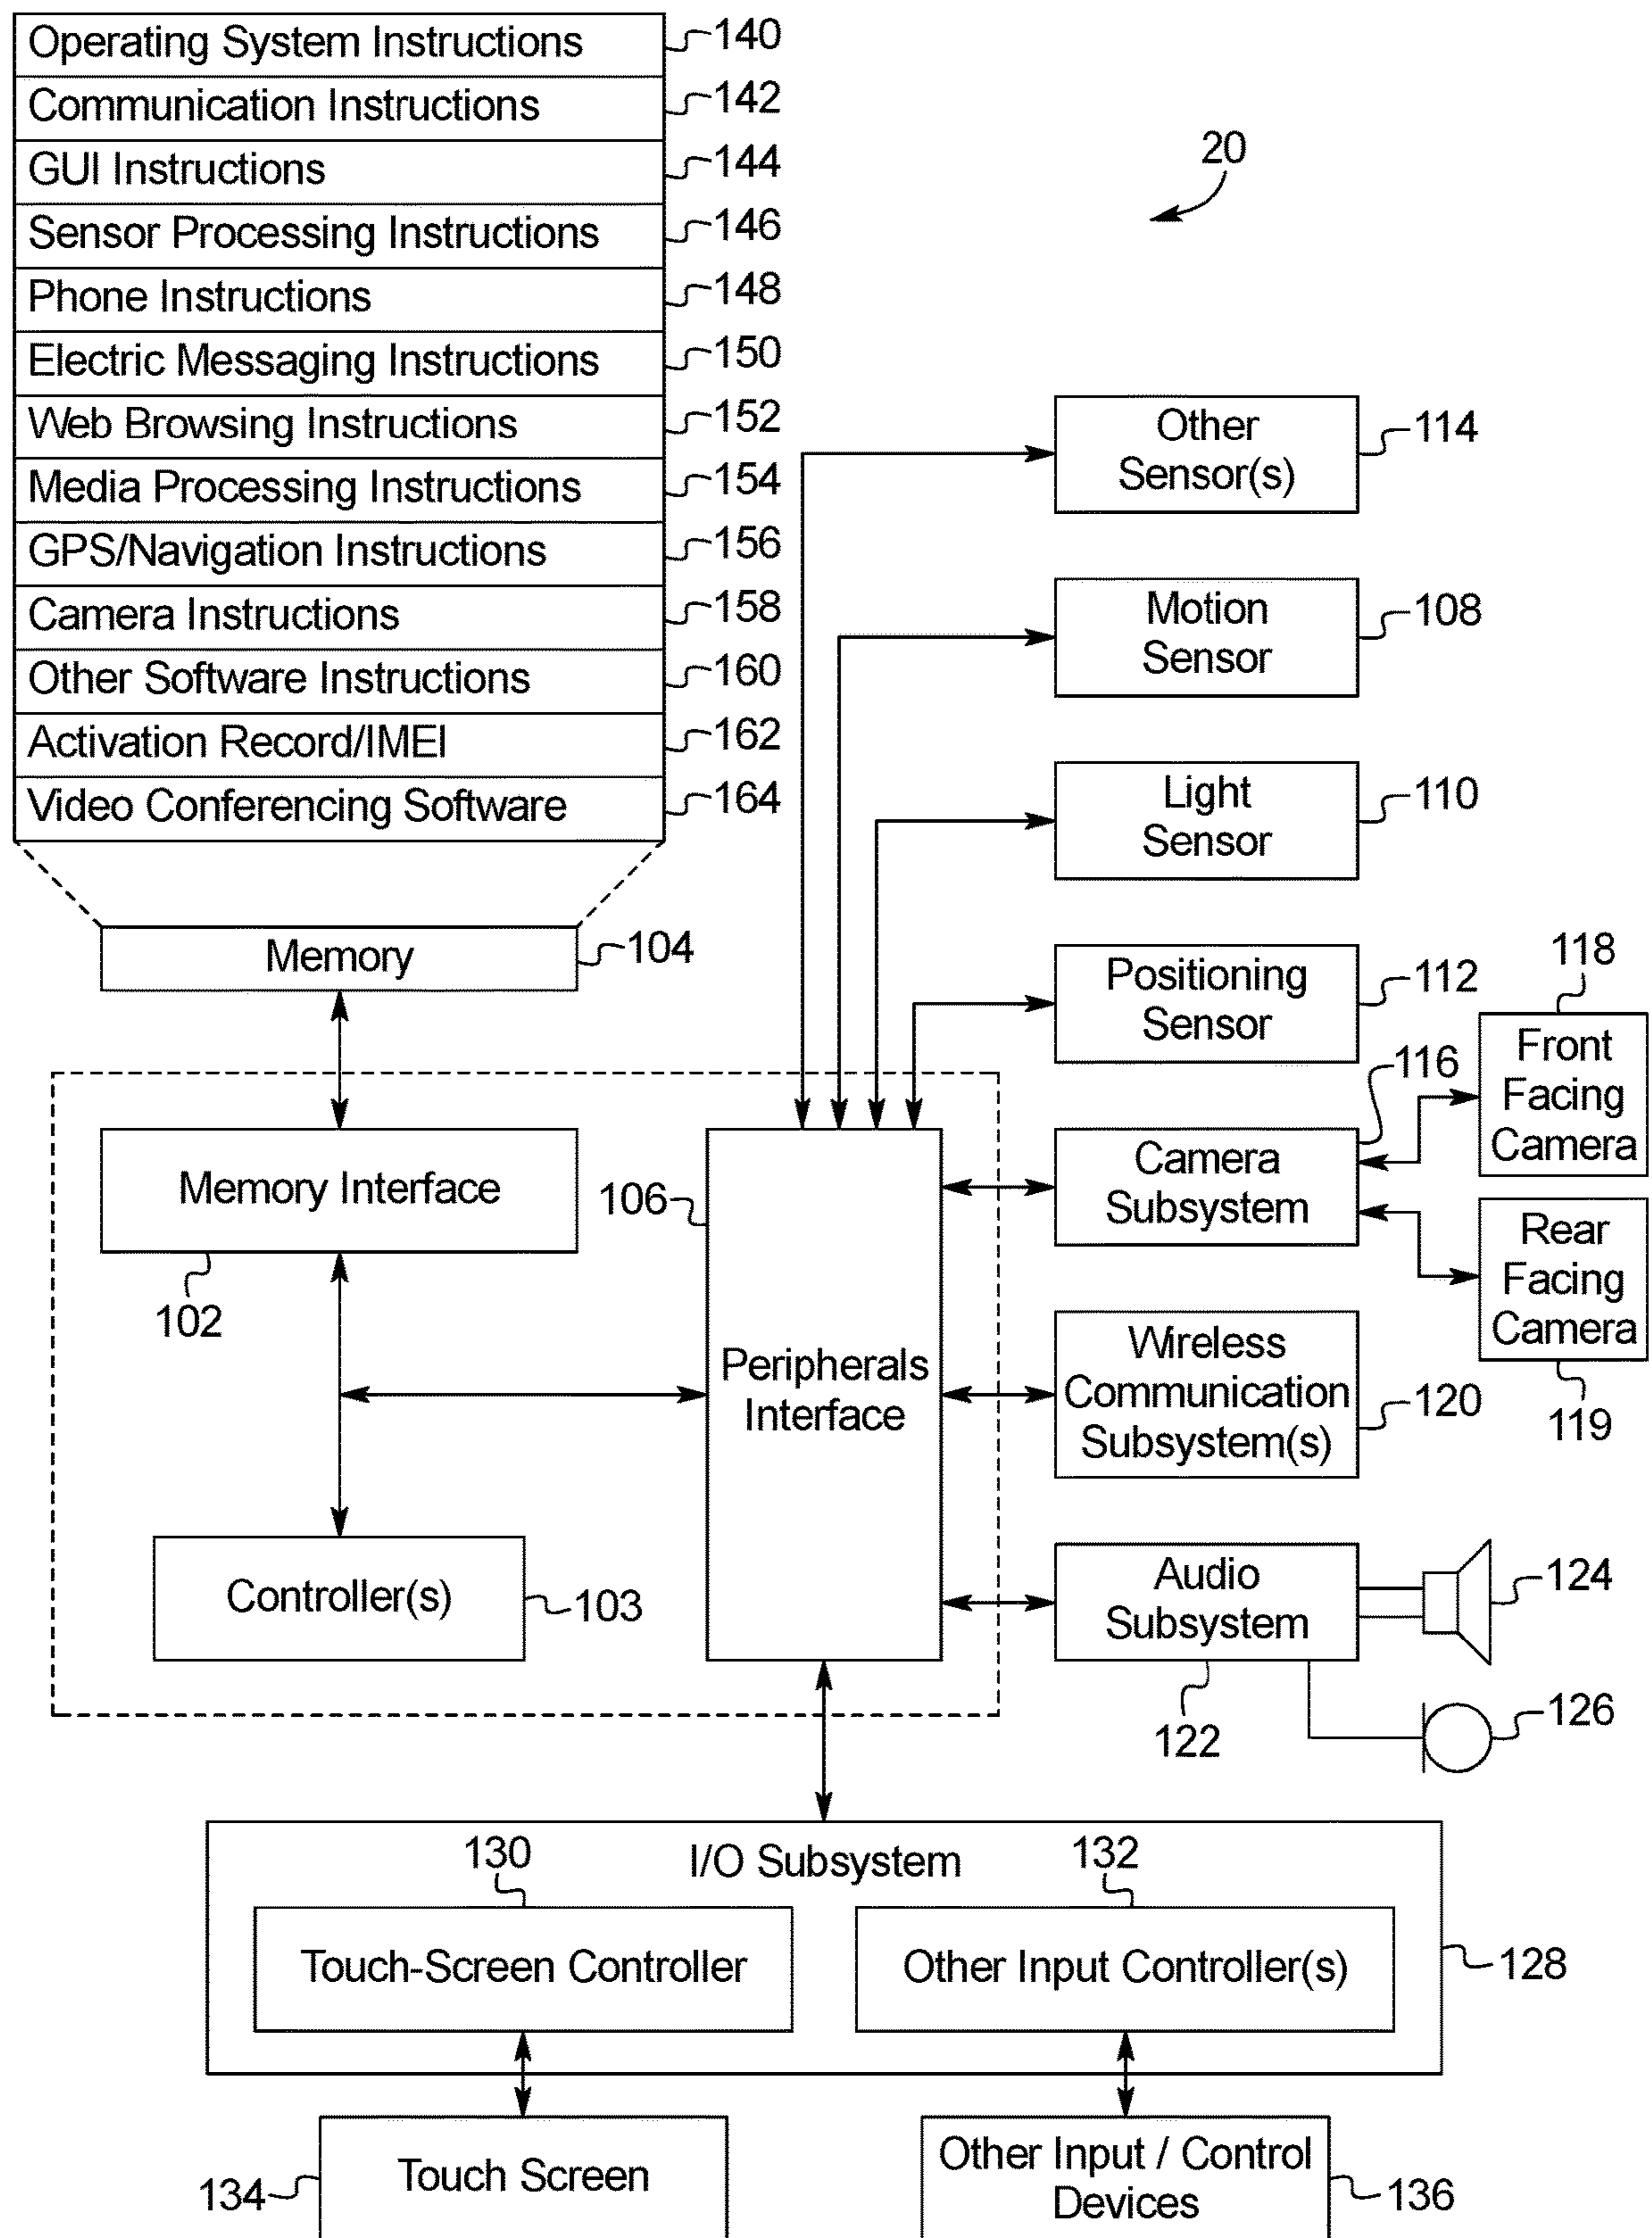 Operating System Instructions 140
Communication Instructions 142
GUI Instructions 144
Sensor Processing Instructions 146
Phone Instructions 148
Electric Messaging Instructions 150
Web Browsing Instructions 152
Media Processing Instructions 154
GPS/Navigation Instructions 156
Camera Instructions 158
Other Software Instructions 160
Activation Record/IMEI 162
Video Conferencing Software 164
20
Memory 104
Memory Interface
102
Controller(s) 103
106
Peripherals
Interface
Other
Sensor(s)
114
Motion
Sensor
108
Light
Sensor
110
Positioning
Sensor
112
Camera
Subsystem
116
118
Front
Facing
Camera
Rear
Facing
Camera
119
Wireless
Communication
Subsystem(s)
120
Audio
Subsystem
122
124
126
I/O Subsystem
128
130
Touch-Screen Controller
132
Other Input Controller(s)
Touch Screen
134
Other Input / Control
Devices
136